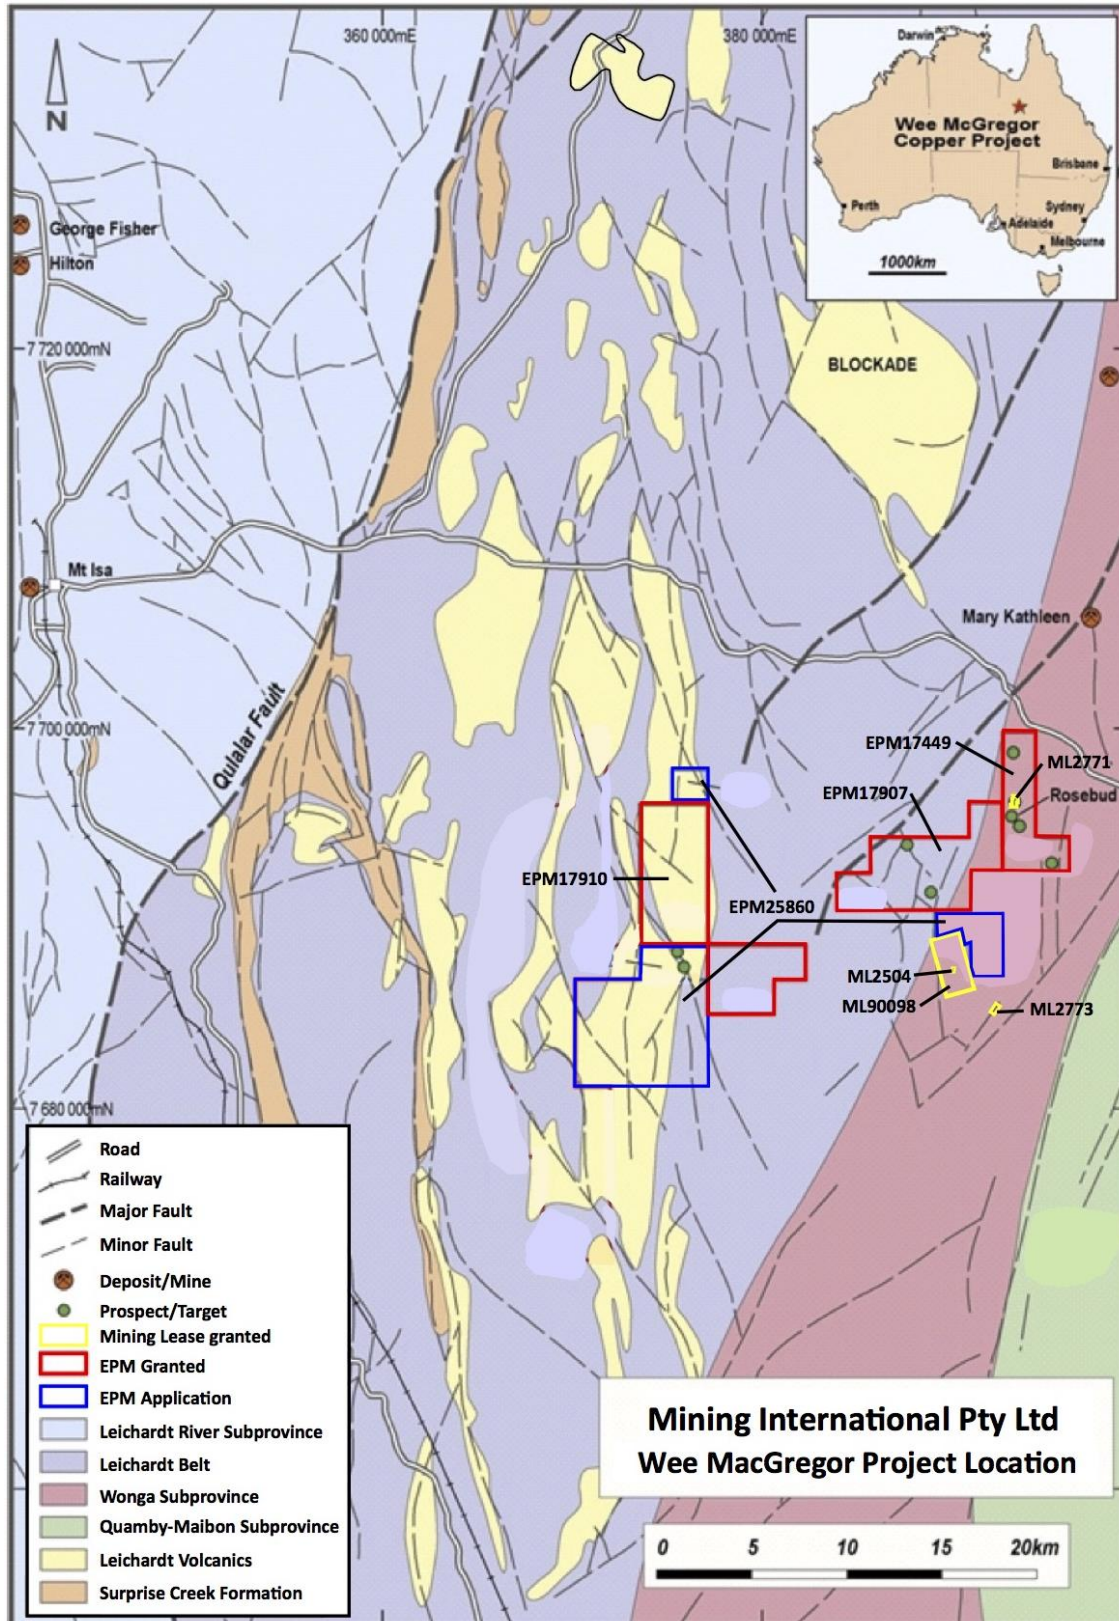 360 000mE
380 000mE
N
Darwin
Wee McGregor
Copper Project
Brisbane
Perth
Sydney
Adelaide
Melbourne
1000km
George Fisher
Hilton
7 720 000mN
BLOCKADE
Mt Isa
Mary Kathleen
Qulalar Fault
7 700 000mN
EPM17449
ML2771
EPM17907
Rosebud
EPM17910
EPM25860
ML2504
ML90098
ML2773
7 680 000mN
Road
Railway
Major Fault
Minor Fault
Deposit/Mine
Prospect/Target
Mining Lease granted
EPM Granted
EPM Application
Leichardt River Subprovince
Leichardt Belt
Wonga Subprovince
Quamby-Maibon Subprovince
Leichardt Volcanics
Surprise Creek Formation
Mining International Pty Ltd
Wee MacGregor Project Location
0 5 10 15 20km